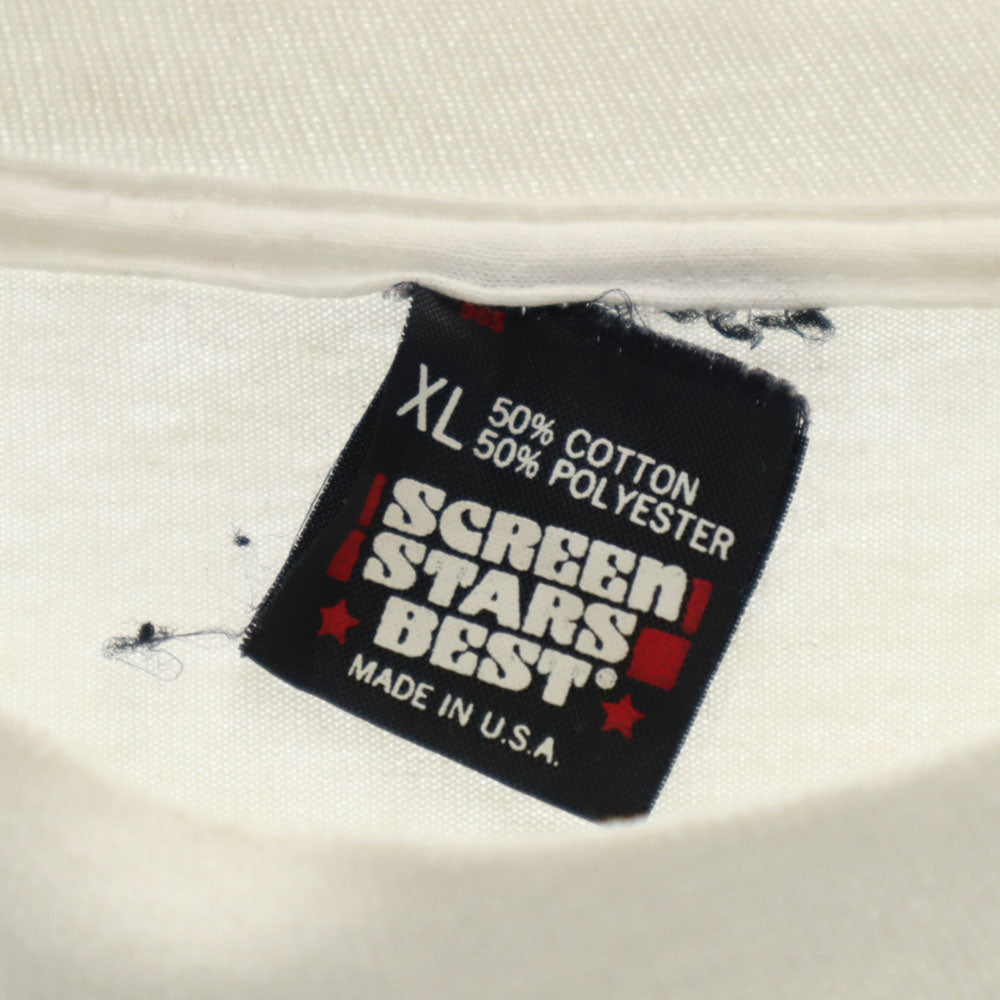 XL
50% COTTON
50% POLYESTER
SCREEN
STARS
BEST
MADE IN U.S.A.